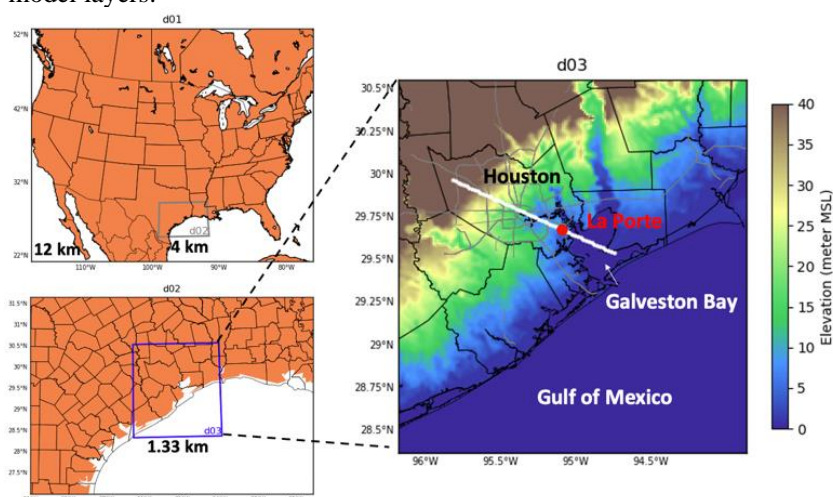 model layers.
d01
52°N
42°N
32°N
22°N
d02
12 km
4 km
110°W
100°W
90°W
80°W
d02
31.5°N
31°N
30.5°N
30°N
29.5°N
29°N
28.5°N
28°N
27.5°N
d03
1.33 km
d03
30.5°N
30.25°N
30°N
29.75°N
29.5°N
29.25°N
29°N
28.75°N
28.5°N
Houston
La Porte
Galveston Bay
Gulf of Mexico
96°W
95.5°W
95°W
94.5°W
40
35
30
25
20
15
10
5
0
Elevation (meter MSL)